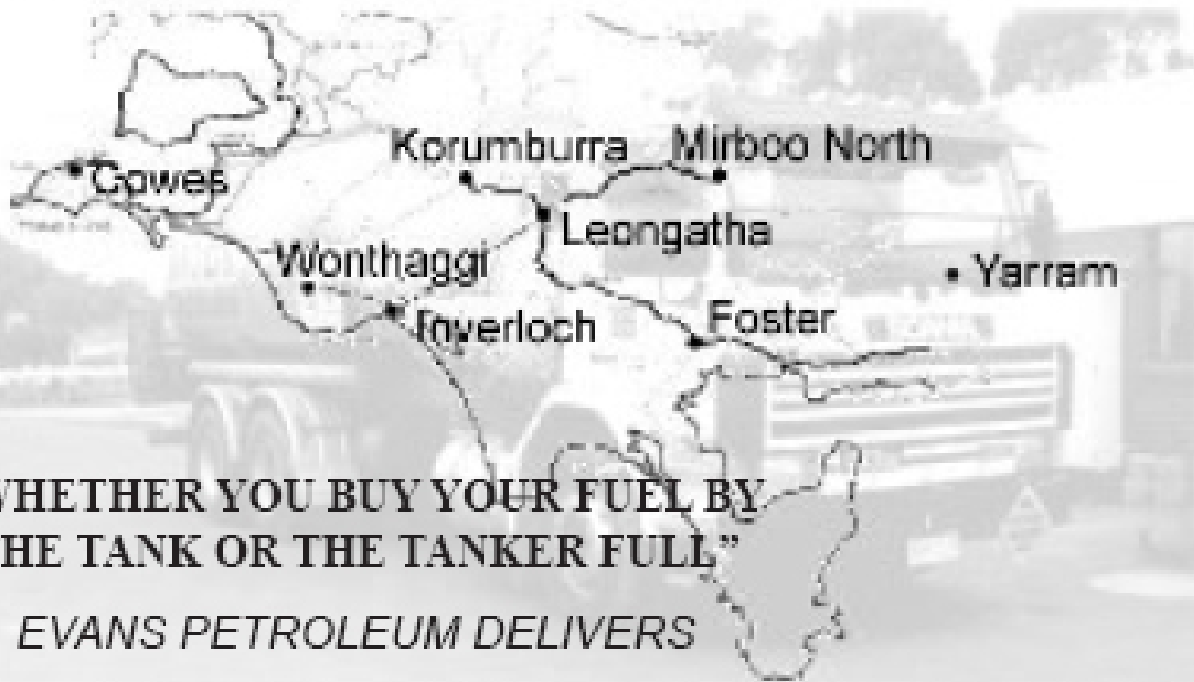 Korumburra Mirboo North
Cowes
Leongatha
Wonthaggi
Yarram
Inverloch
Foster
WHETHER YOU BUY YOUR FUEL BY
HE TANK OR THE TANKER FULL”
EVANS PETROLEUM DELIVERS